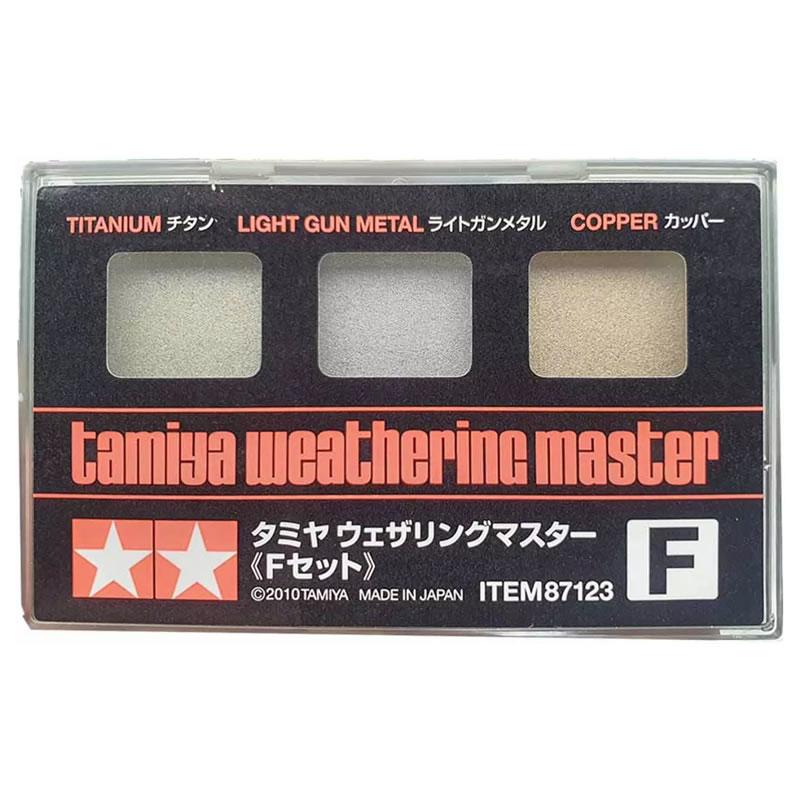 TITANIUM チタン LIGHT GUN METAL ライトガンメタル COPPER カッパー
tamiya weathering master
タミヤ ウェザリングマスター
《Fセット》
©2010TAMIYA MADE IN JAPAN ITEM87123
F